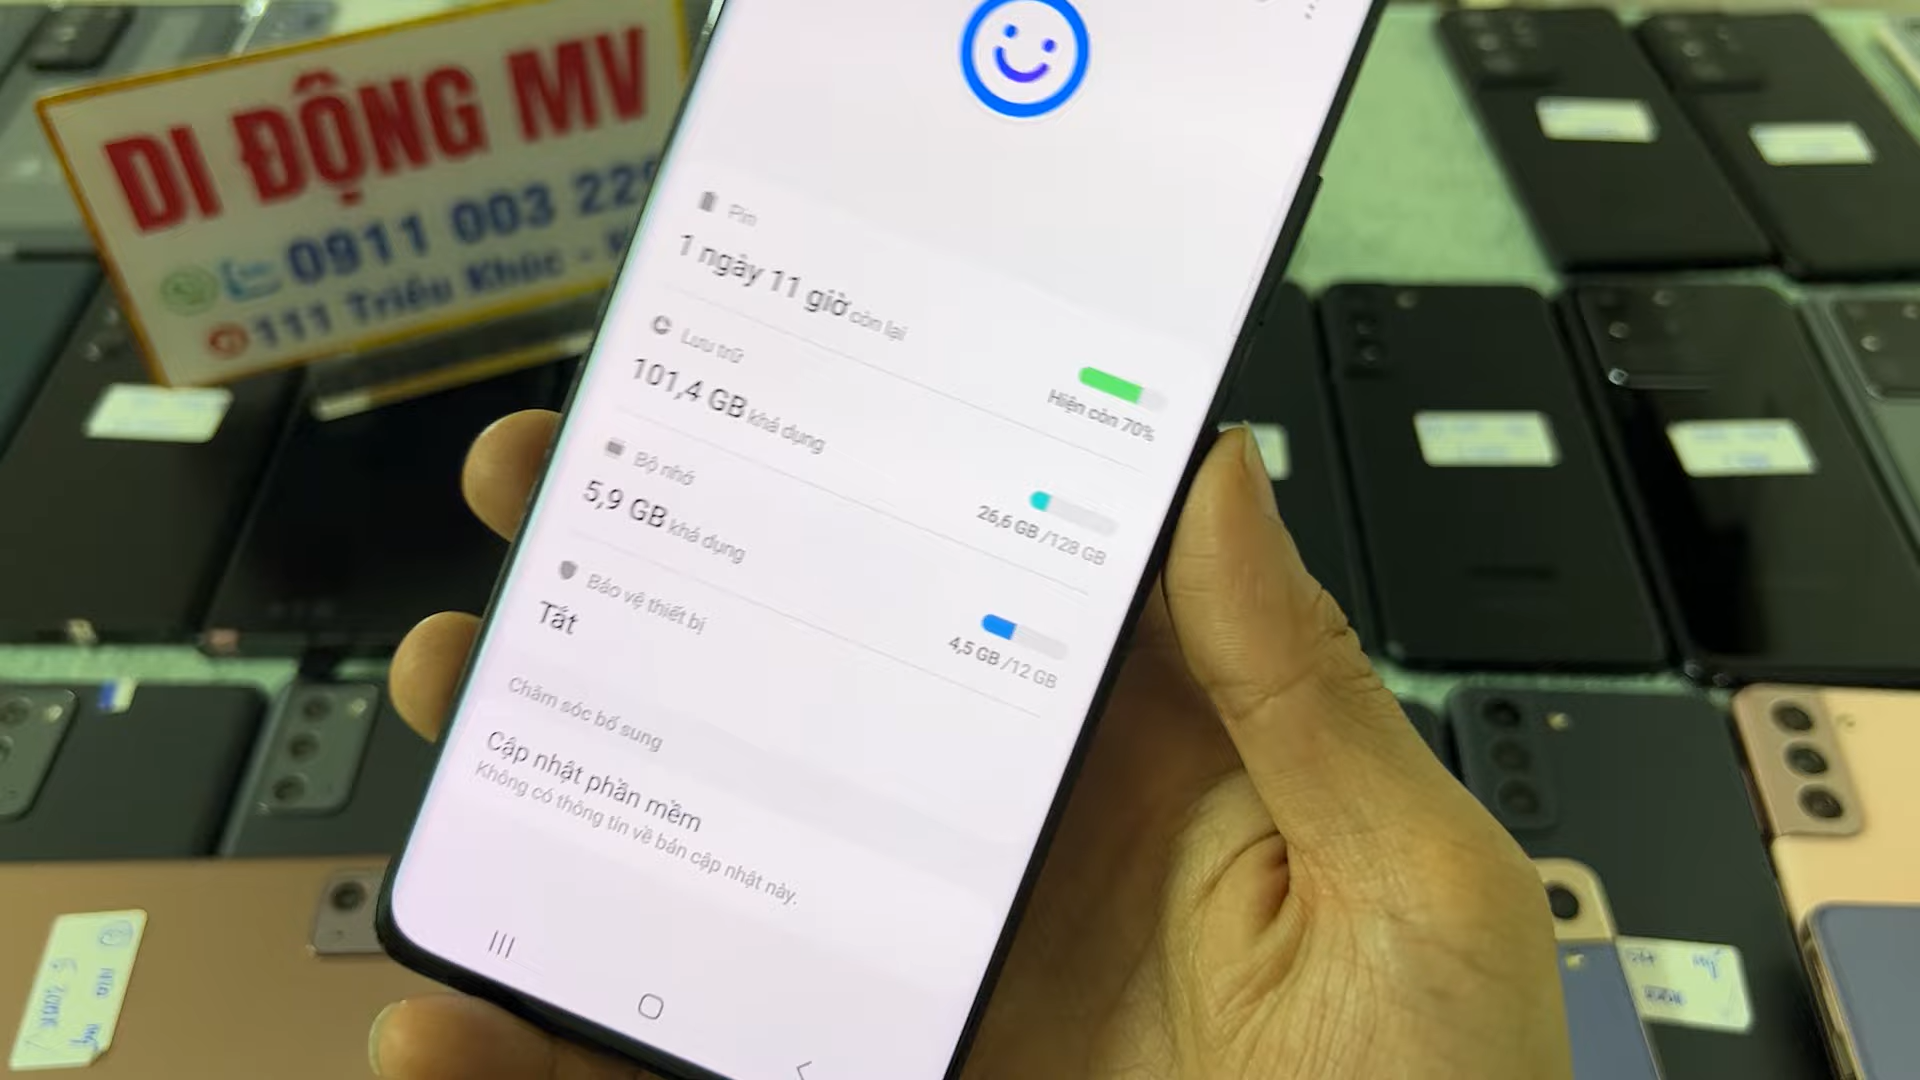 DI ĐỘNG MV
0911 003 22
111 Triều Khúc -
Pin
1 ngày 11 giờ còn lại
Hiện còn 70%
Lưu trữ
101,4 GB khả dụng
26,6 GB /128 GB
Bộ nhớ
5,9 GB khả dụng
4,5 GB /12 GB
Bảo vệ thiết bị
Tắt
Chăm sóc bổ sung
Cập nhật phần mềm
Không có thông tin về bản cập nhật này.